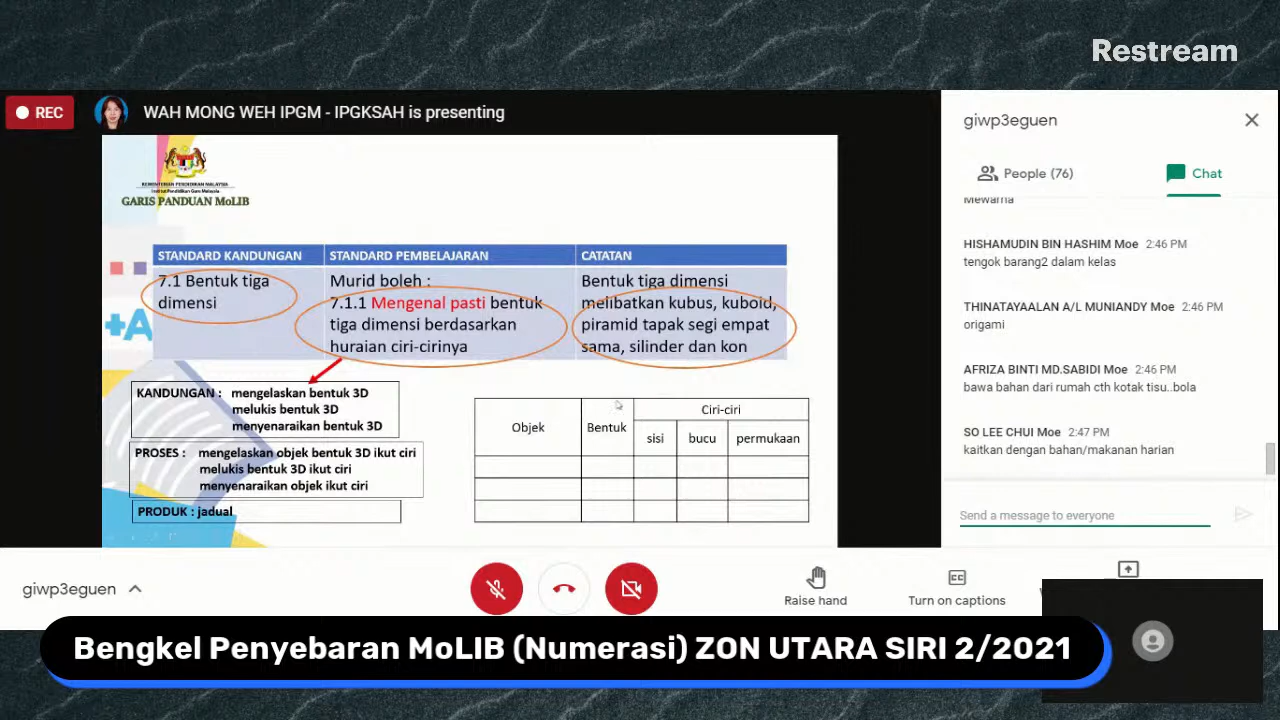 Restream
REC
WAH MONG WEH IPGM - IPGKSAH is presenting
giwp3eguen
People (76)
Chat
KEMENTERIAN PENDIDIKAN MALAYSIA
Institut Pendidikan Guru Malaysia
GARIS PANDUAN MoLIB
STANDARD KANDUNGAN
STANDARD PEMBELAJARAN
CATATAN
7.1 Bentuk tiga
dimensi
Murid boleh :
7.1.1 Mengenal pasti bentuk
tiga dimensi berdasarkan
huraian ciri-cirinya
Bentuk tiga dimensi
melibatkan kubus, kuboid,
piramid tapak segi empat
sama, silinder dan kon
+A
KANDUNGAN : mengelaskan bentuk 3D
melukis bentuk 3D
menyenaraikan bentuk 3D
PROSES : mengelaskan objek bentuk 3D ikut ciri
melukis bentuk 3D ikut ciri
menyenaraikan objek ikut ciri
PRODUK : jadual
Objek
Bentuk
Ciri-ciri
sisi
bucu
permukaan
Mewarna
HISHAMUDIN BIN HASHIM Moe 2:46 PM
tengok barang2 dalam kelas
THINATAYAALAN A/L MUNIANDY Moe 2:46 PM
origami
AFRIZA BINTI MD.SABIDI Moe 2:46 PM
bawa bahan dari rumah cth kotak tisu..bola
SO LEE CHUI Moe 2:47 PM
kaitkan dengan bahan/makanan harian
Send a message to everyone
giwp3eguen
Raise hand
Turn on captions
Bengkel Penyebaran MoLIB (Numerasi) ZON UTARA SIRI 2/2021